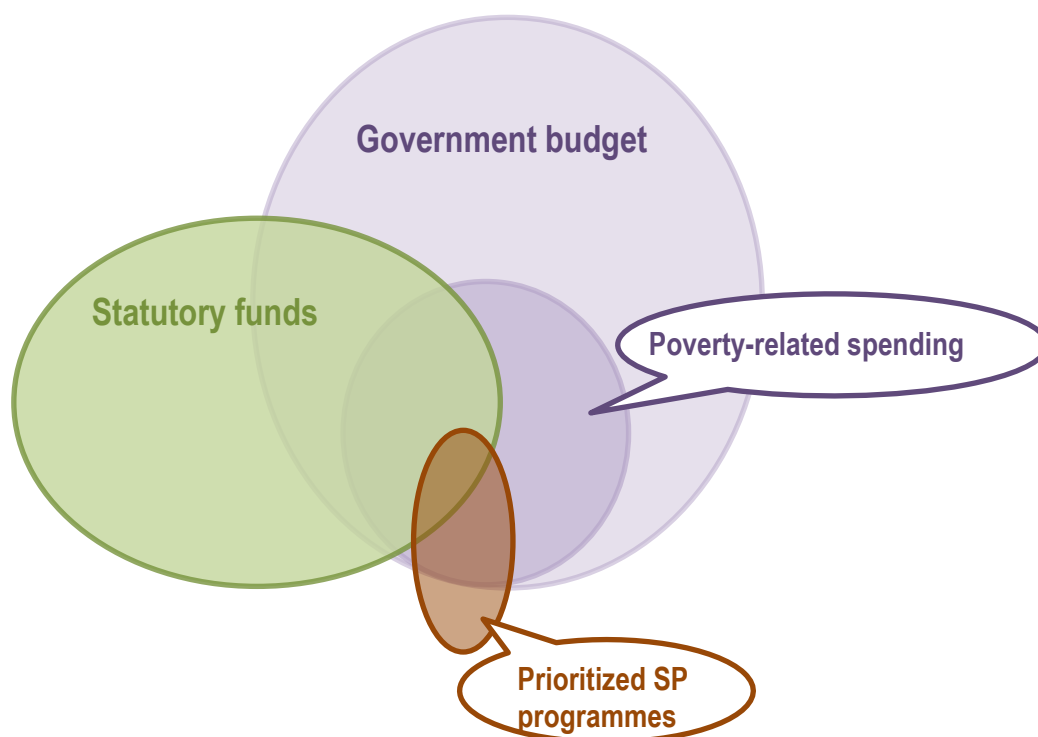 Government budget
Statutory funds
Poverty-related spending
Prioritized SP
programmes